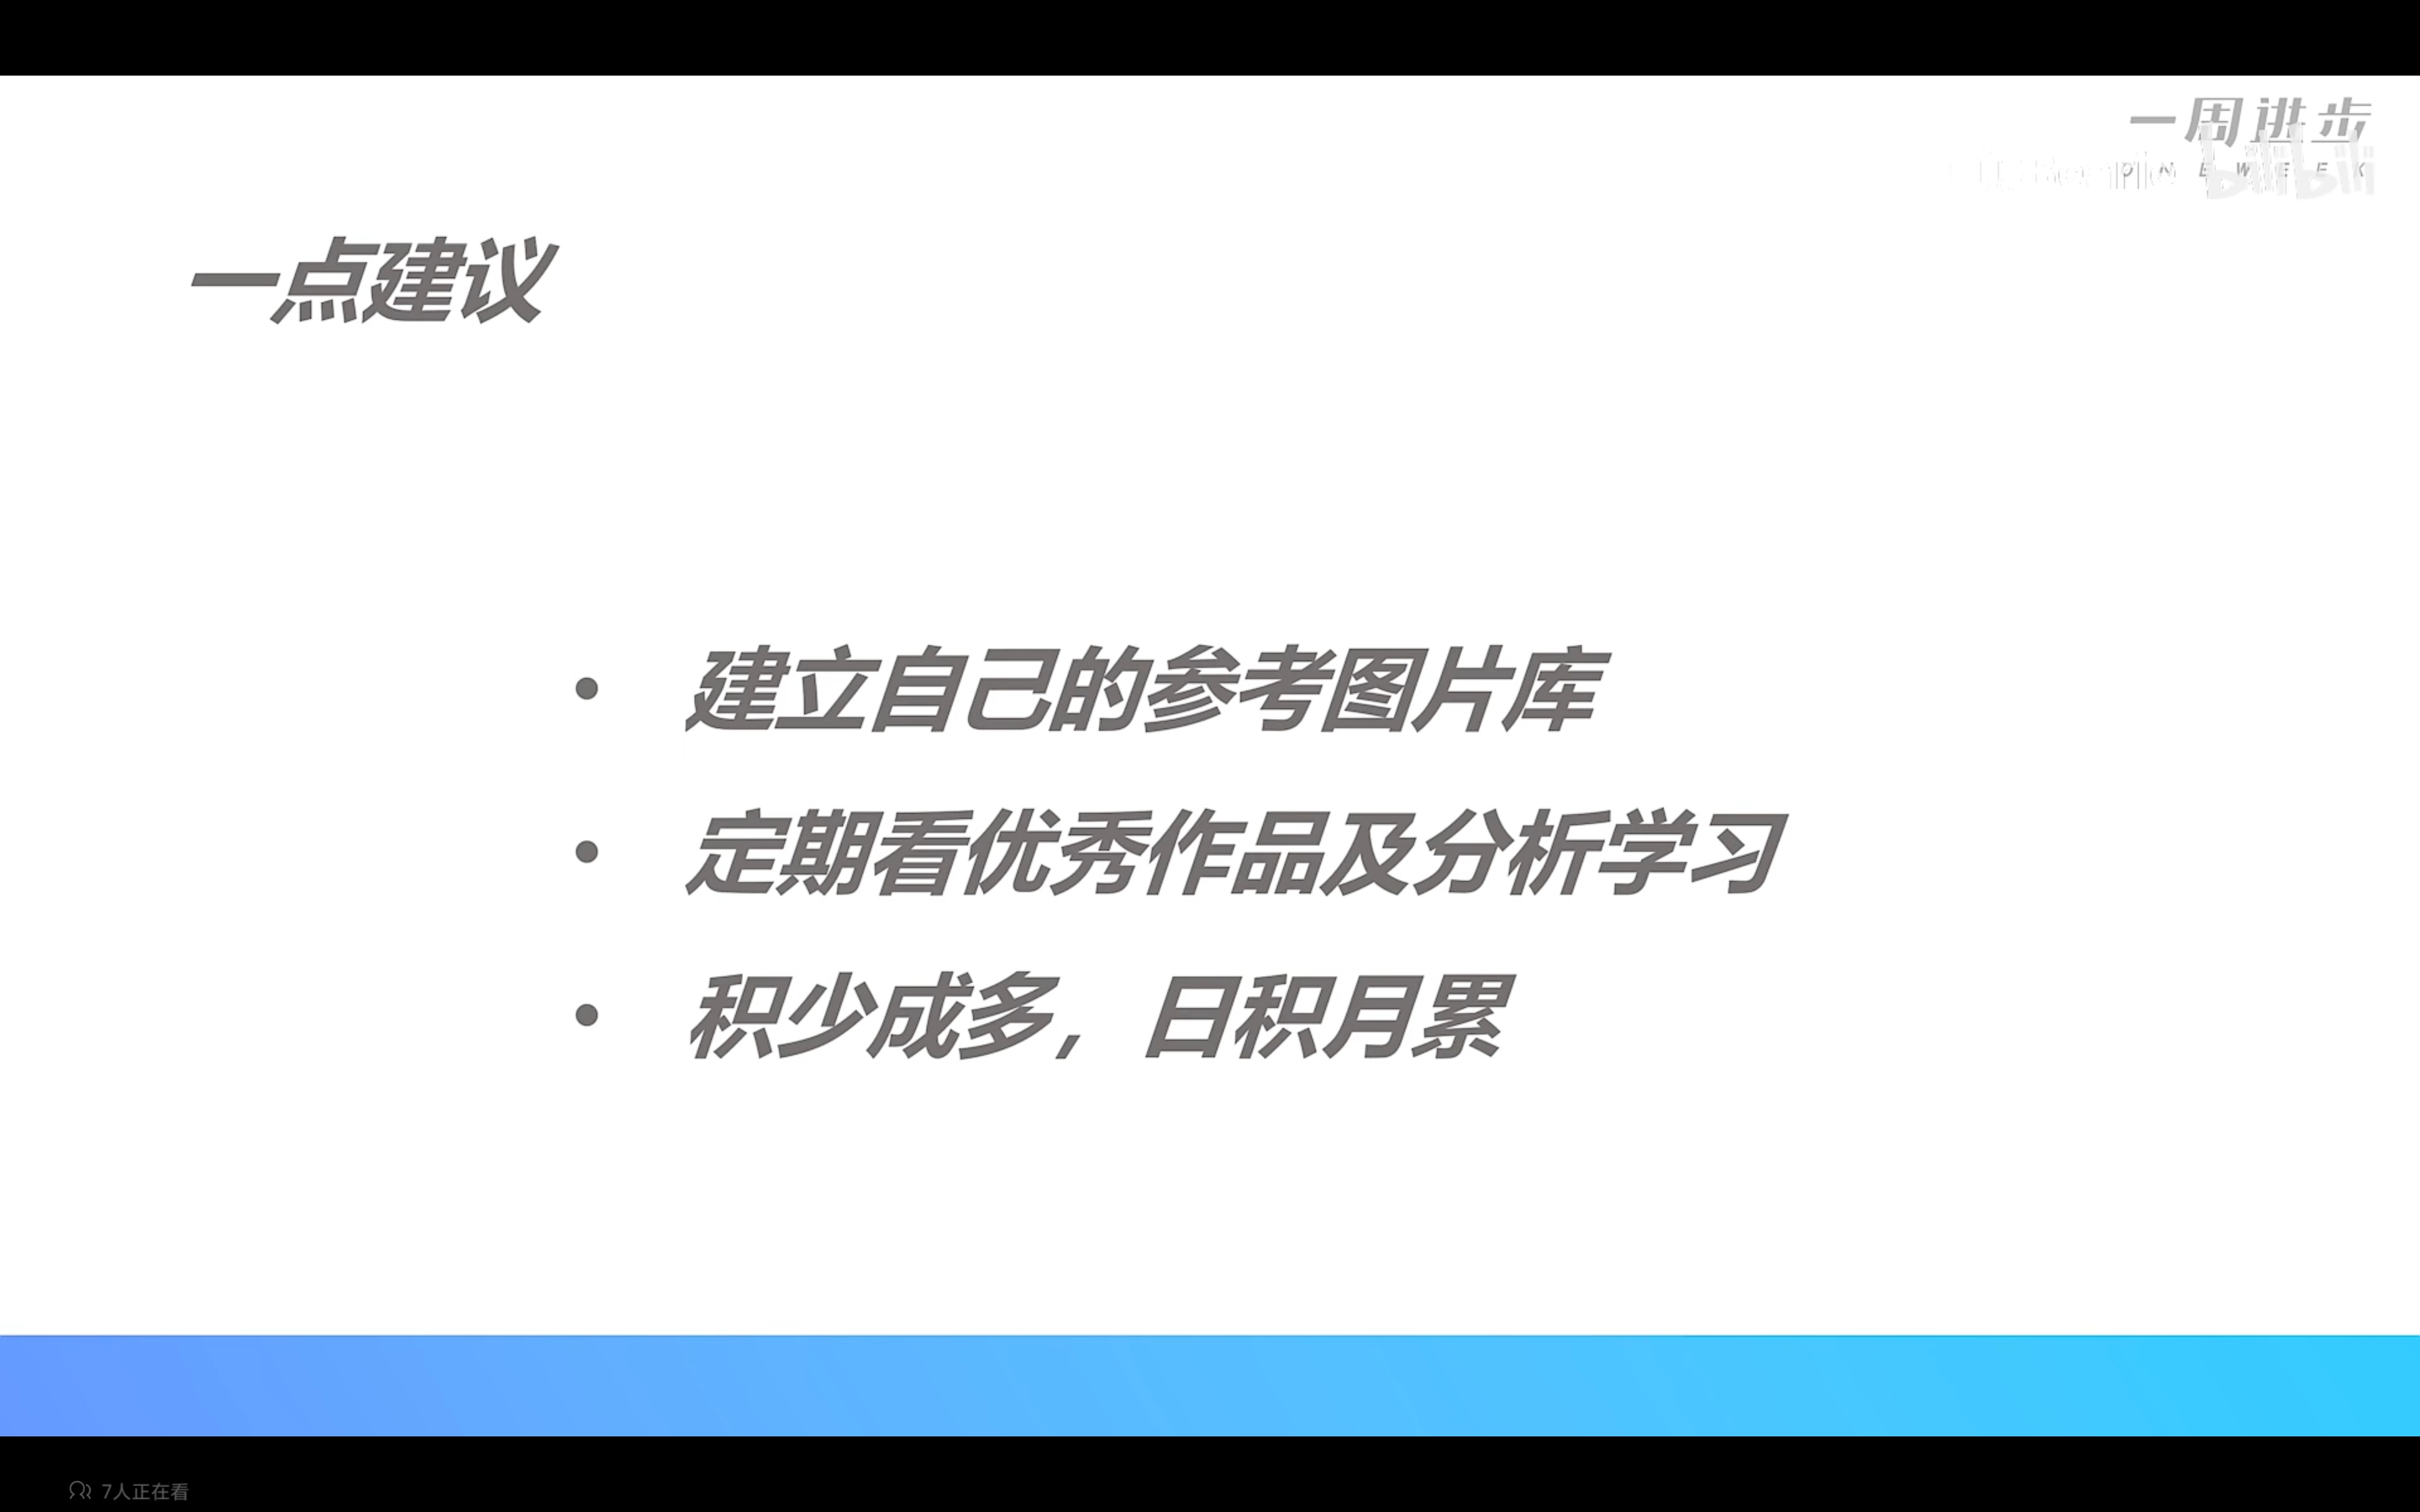 一周进步
bilibili
一点建议
• 建立自己的参考图片库
• 定期看优秀作品及分析学习
• 积少成多，日积月累
7人正在看